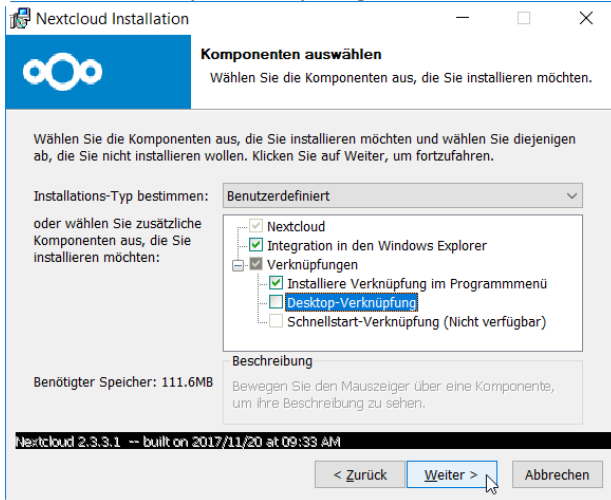 Nextcloud Installation
Komponenten auswählen
Wählen Sie die Komponenten aus, die Sie installieren möchten.
Wählen Sie die Komponenten aus, die Sie installieren möchten und wählen Sie diejenigen
ab, die Sie nicht installieren wollen. Klicken Sie auf Weiter, um fortzufahren.
Installations-Typ bestimmen:
Benutzerdefiniert
oder wählen Sie zusätzliche
Komponenten aus, die Sie
installieren möchten:
Nextcloud
Integration in den Windows Explorer
Verknüpfungen
Installiere Verknüpfung im Programmmenü
Desktop-Verknüpfung
Schnellstart-Verknüpfung (Nicht verfügbar)
Benötigter Speicher: 111.6MB
Beschreibung
Bewegen Sie den Mauszeiger über eine Komponente,
um ihre Beschreibung zu sehen.
Nextcloud 2.3.3.1 -- built on 2017/11/20 at 09:33 AM
< Zurück
Weiter >
Abbrechen